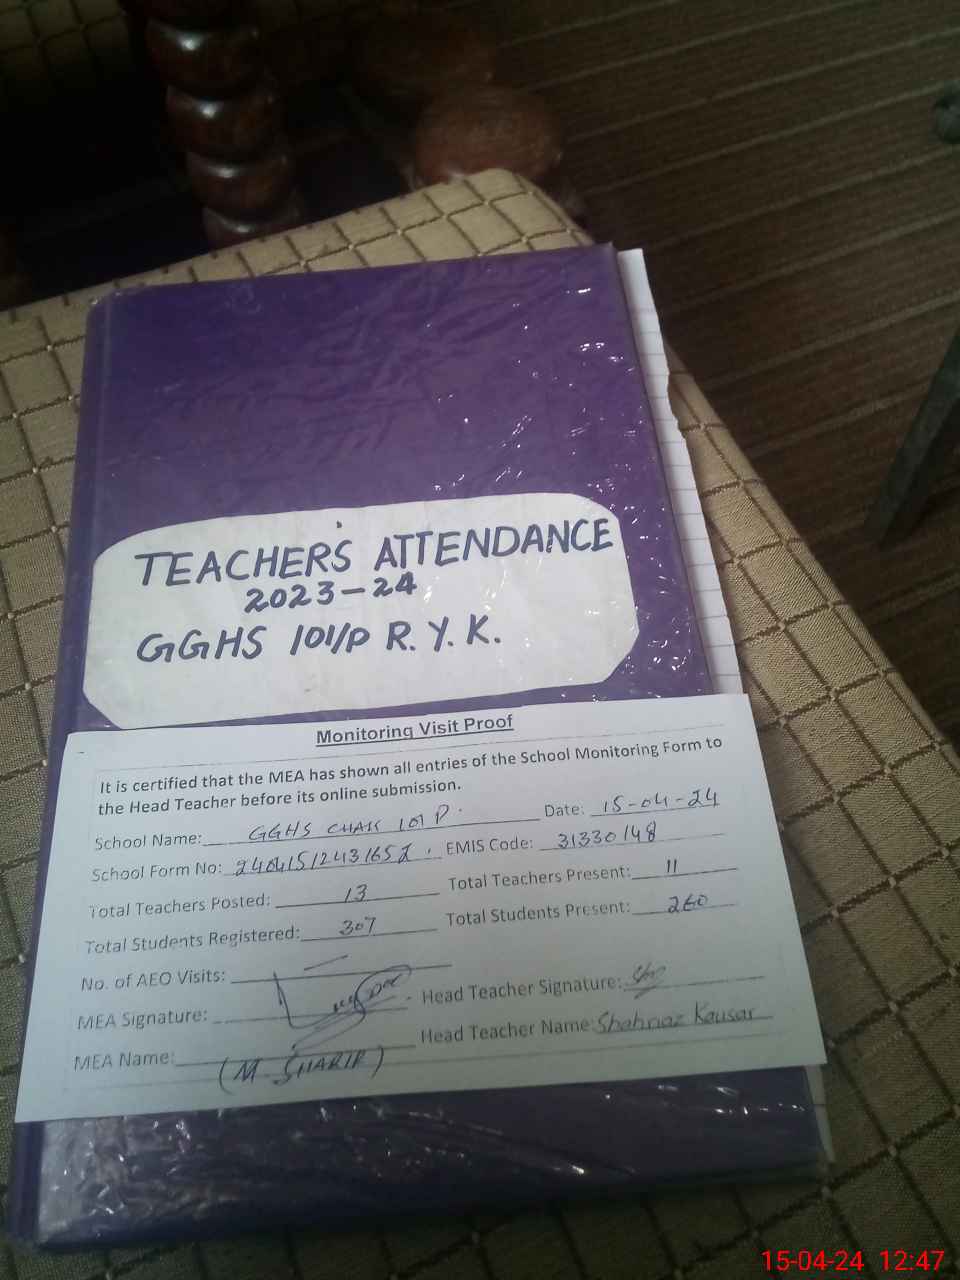 TEACHER'S ATTENDANCE
2023-24
GGHS 101/P R.Y.K.
Monitoring Visit Proof
It is certified that the MEA has shown all entries of the School Monitoring Form to
the Head Teacher before its online submission.
School Name: GGHS CHAK 101 P. Date: 15-04-24
School Form No: EMIS Code: 31330148
Total Teachers Posted: 13 Total Teachers Present: 11
Total Students Registered: 307 Total Students Present: 260
No. of AEO Visits: —
MEA Signature: Head Teacher Signature:
MEA Name: (M. SHARIF) Head Teacher Name: Shahnaz Kausar
15-04-24 12:47